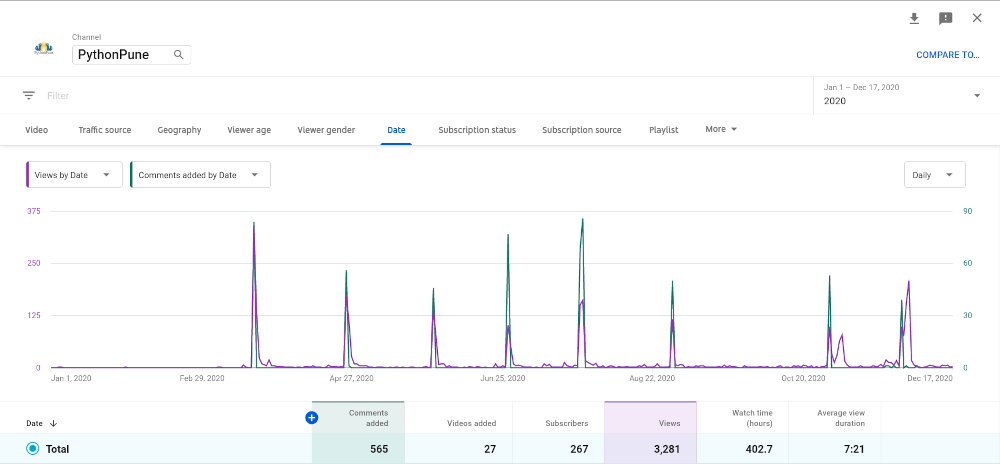 Channel
PythonPune
COMPARE TO...
Filter
Jan 1 – Dec 17, 2020
2020
Video Traffic source Geography Viewer age Viewer gender Date Subscription status Subscription source Playlist More
Views by Date Comments added by Date Daily
375 90
250 60
125 30
0 0
Jan 1, 2020 Feb 29, 2020 Apr 27, 2020 Jun 25, 2020 Aug 22, 2020 Oct 20, 2020 Dec 17, 2020
Date Comments added Videos added Subscribers Views Watch time (hours) Average view duration
Total 565 27 267 3,281 402.7 7:21